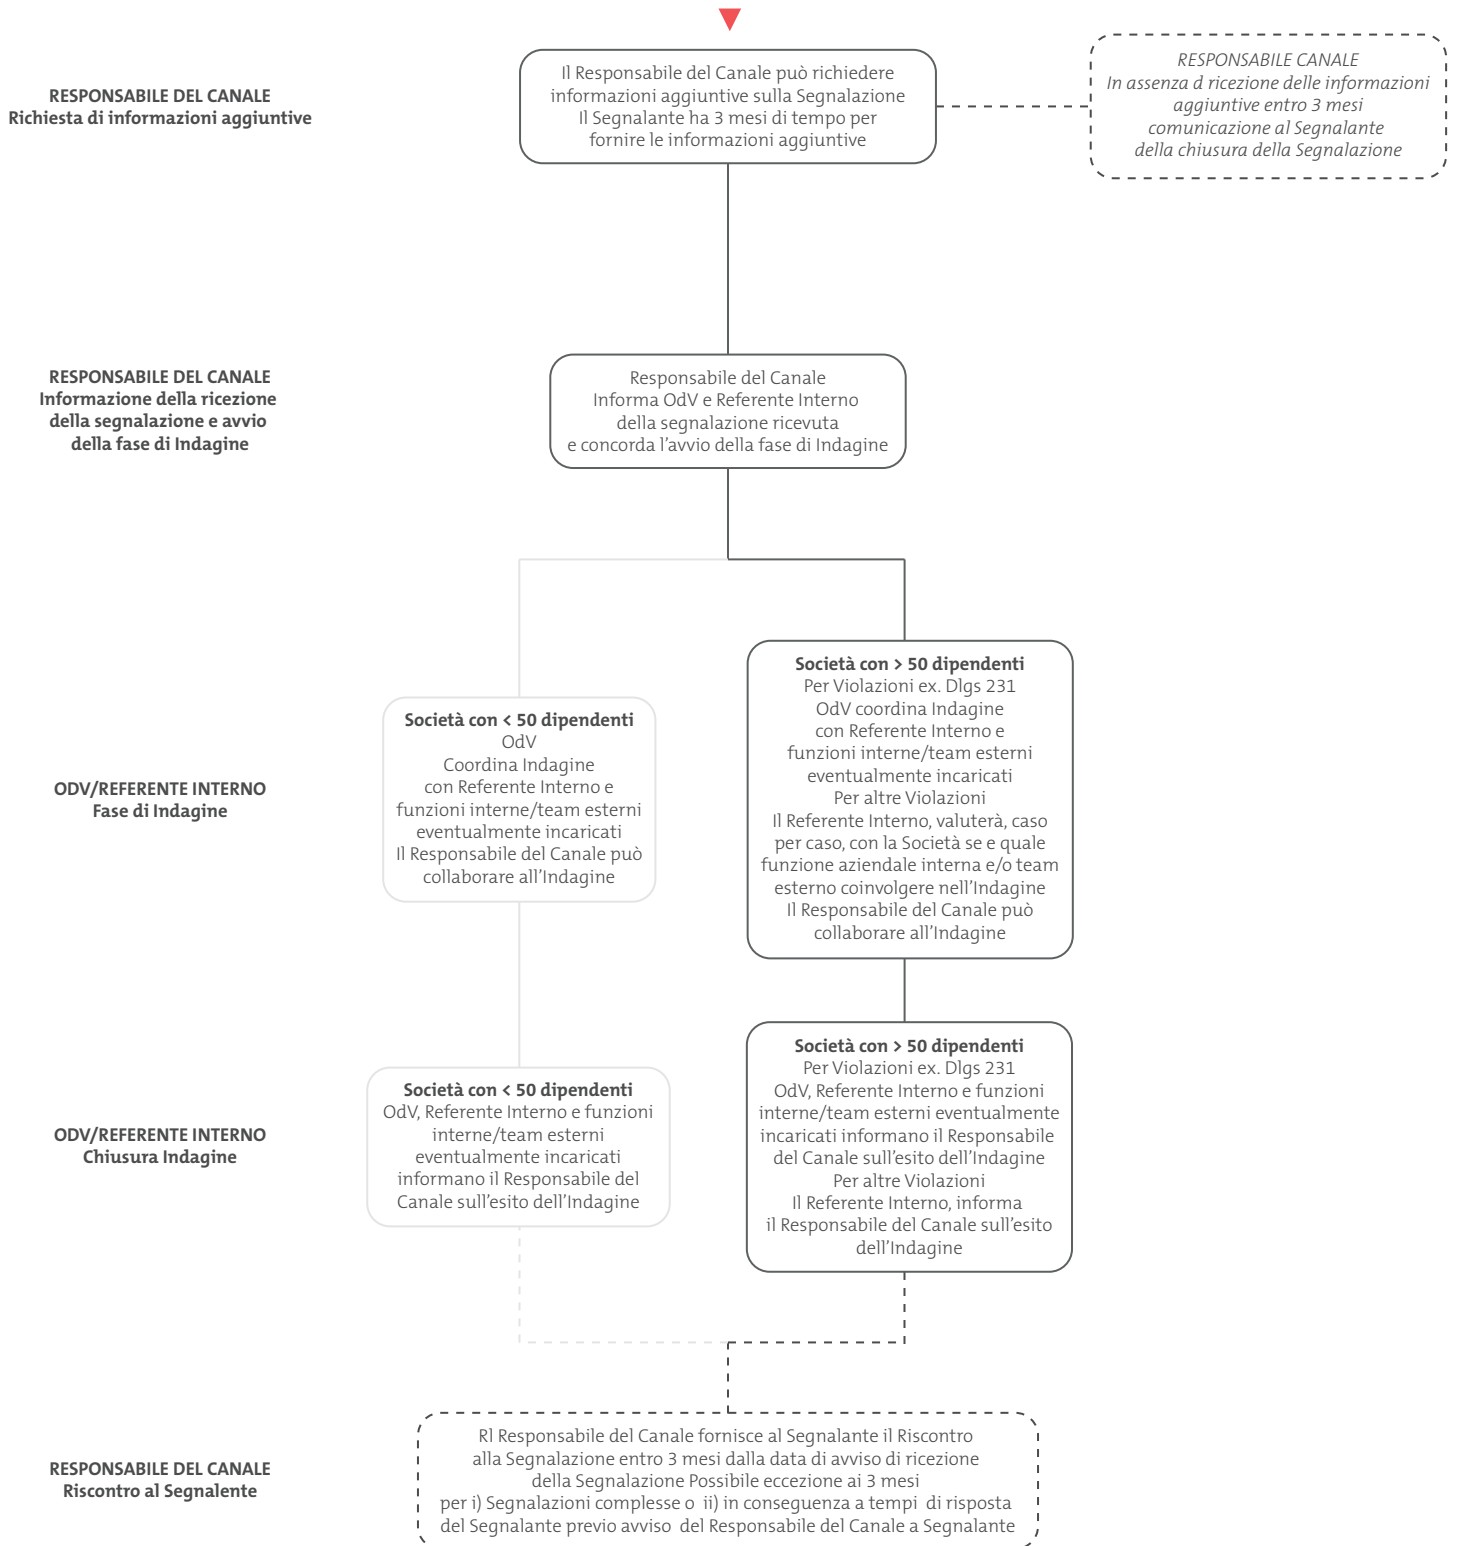 RESPONSABILE DEL CANALE
Richiesta di informazioni aggiuntive
Il Responsabile del Canale può richiedere
informazioni aggiuntive sulla Segnalazione
Il Segnalante ha 3 mesi di tempo per
fornire le informazioni aggiuntive
RESPONSABILE CANALE
In assenza d ricezione delle informazioni
aggiuntive entro 3 mesi
comunicazione al Segnalante
della chiusura della Segnalazione
RESPONSABILE DEL CANALE
Informazione della ricezione
della segnalazione e avvio
della fase di Indagine
Responsabile del Canale
Informa OdV e Referente Interno
della segnalazione ricevuta
e concorda l’avvio della fase di Indagine
ODV/REFERENTE INTERNO
Fase di Indagine
Società con < 50 dipendenti
OdV
Coordina Indagine
con Referente Interno e
funzioni interne/team esterni
eventualmente incaricati
Il Responsabile del Canale può
collaborare all’Indagine
Società con > 50 dipendenti
Per Violazioni ex. Dlgs 231
OdV coordina Indagine
con Referente Interno e
funzioni interne/team esterni
eventualmente incaricati
Per altre Violazioni
Il Referente Interno, valuterà, caso
per caso, con la Società se e quale
funzione aziendale interna e/o team
esterno coinvolgere nell’Indagine
Il Responsabile del Canale può
collaborare all’Indagine
ODV/REFERENTE INTERNO
Chiusura Indagine
Società con < 50 dipendenti
OdV, Referente Interno e funzioni
interne/team esterni
eventualmente incaricati
informano il Responsabile del
Canale sull’esito dell’Indagine
Società con > 50 dipendenti
Per Violazioni ex. Dlgs 231
OdV, Referente Interno e funzioni
interne/team esterni eventualmente
incaricati informano il Responsabile
del Canale sull’esito dell’Indagine
Per altre Violazioni
Il Referente Interno, informa
il Responsabile del Canale sull’esito
dell’Indagine
RESPONSABILE DEL CANALE
Riscontro al Segnalente
Rl Responsabile del Canale fornisce al Segnalante il Riscontro
alla Segnalazione entro 3 mesi dalla data di avviso di ricezione
della Segnalazione Possibile eccezione ai 3 mesi
per i) Segnalazioni complesse o ii) in conseguenza a tempi di risposta
del Segnalante previo avviso del Responsabile del Canale a Segnalante